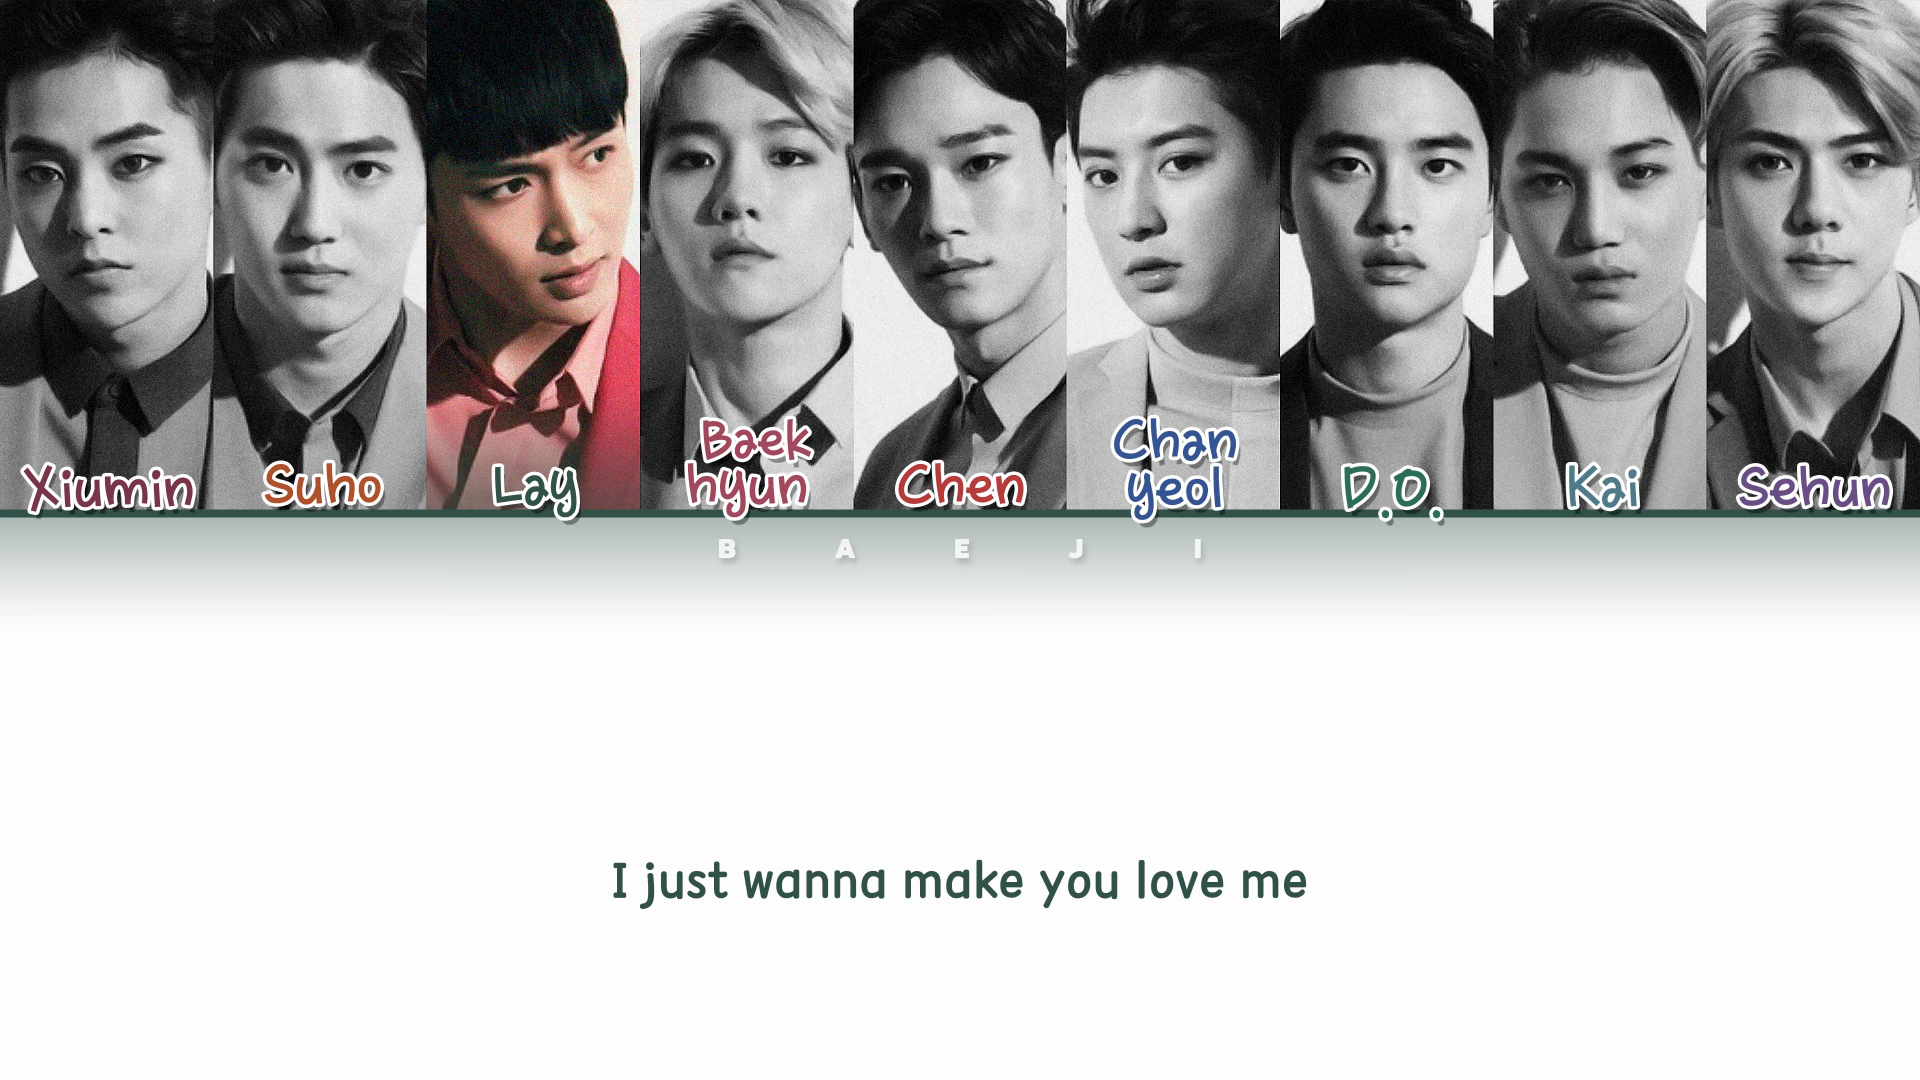 Xiumin
Suho
Lay
Baek
hyun
Chen
Chan
yeol
D.O.
Kai
Sehun
B A E J I
I just wanna make you love me